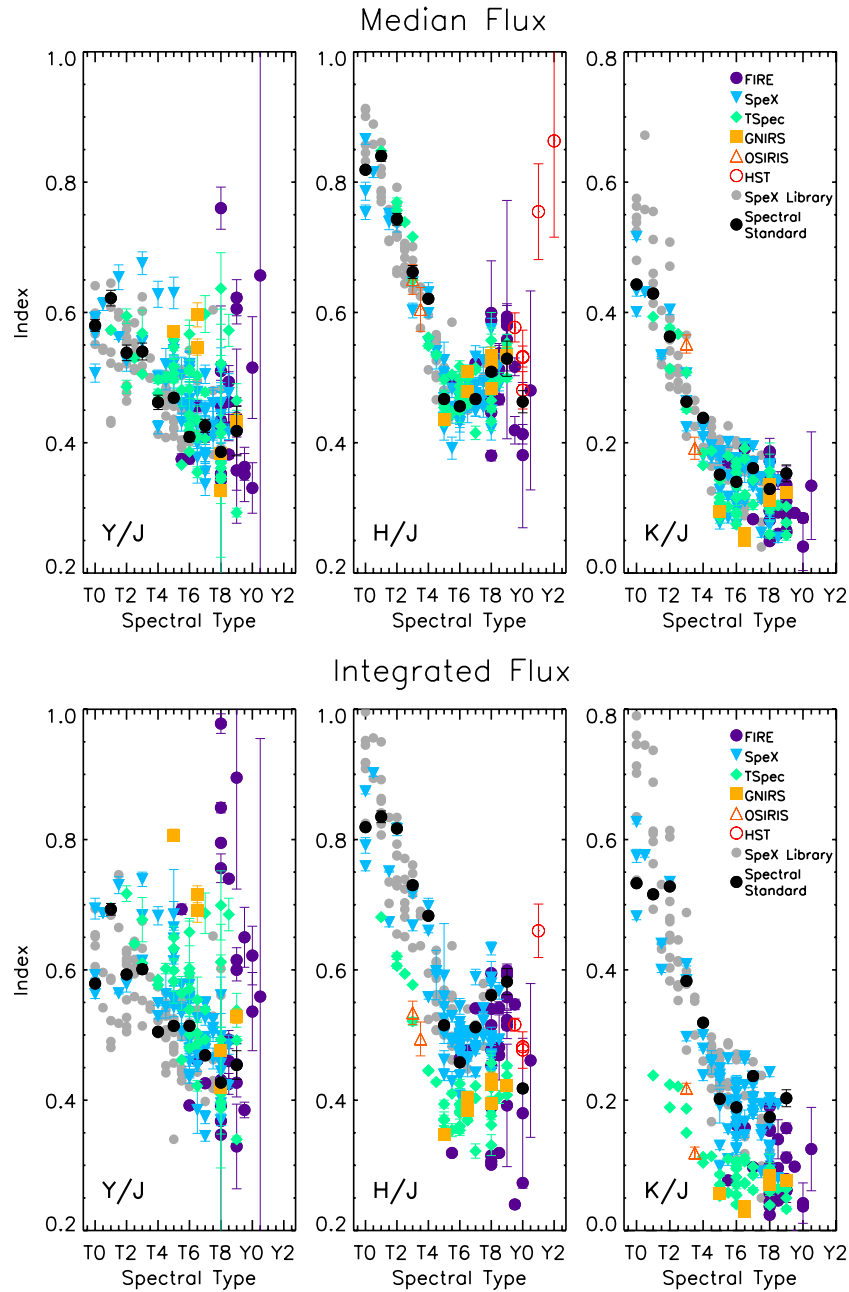 Median Flux
1.0
0.8
0.6
0.4
0.2
Index
Y/J
T0 T2 T4 T6 T8 Y0 Y2
Spectral Type
1.0
0.8
0.6
0.4
0.2
H/J
T0 T2 T4 T6 T8 Y0 Y2
Spectral Type
0.8
0.6
0.4
0.2
0.0
FIRE
SpeX
TSpec
GNIRS
OSIRIS
HST
SpeX Library
Spectral
Standard
K/J
T0 T2 T4 T6 T8 Y0 Y2
Spectral Type
Integrated Flux
1.0
0.8
0.6
0.4
0.2
Index
Y/J
T0 T2 T4 T6 T8 Y0 Y2
Spectral Type
1.0
0.8
0.6
0.4
0.2
H/J
T0 T2 T4 T6 T8 Y0 Y2
Spectral Type
0.8
0.6
0.4
0.2
0.0
FIRE
SpeX
TSpec
GNIRS
OSIRIS
HST
SpeX Library
Spectral
Standard
K/J
T0 T2 T4 T6 T8 Y0 Y2
Spectral Type